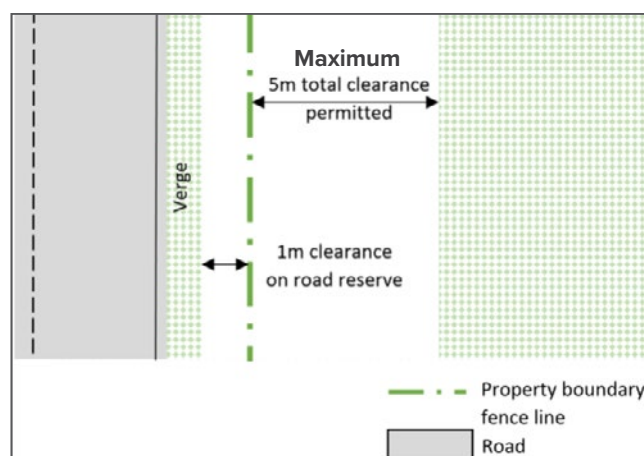 Maximum
5m total clearance
permitted
Verge
1m clearance
on road reserve
Property boundary
fence line
Road